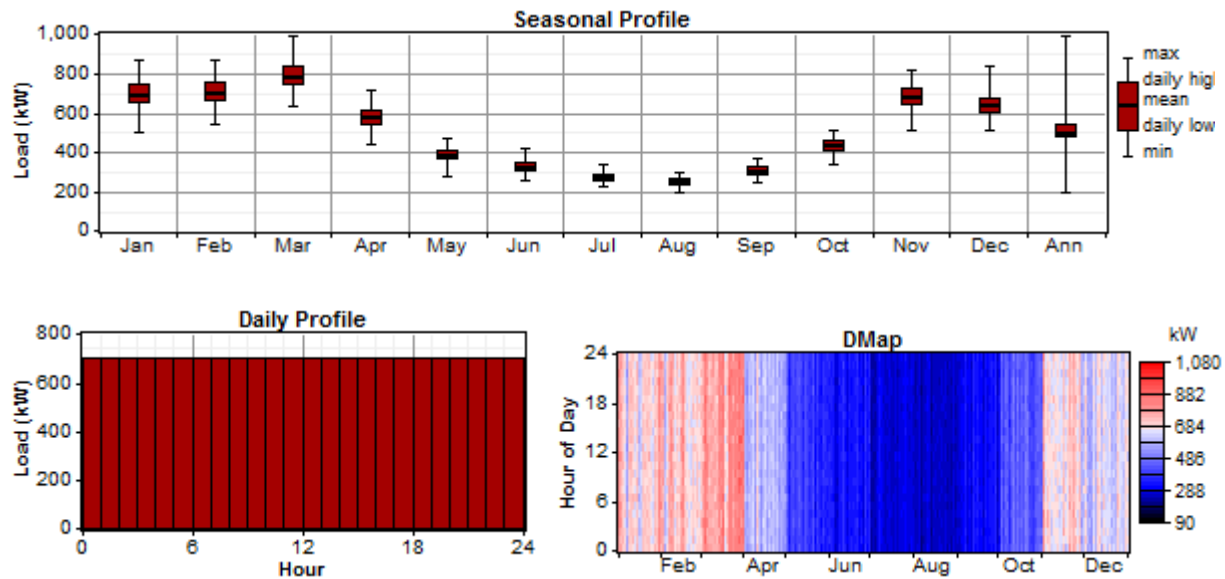 Seasonal Profile
1,000
800
600
400
200
0
Load (kW)
Jan Feb Mar Apr May Jun Jul Aug Sep Oct Nov Dec Ann
max
daily high
mean
daily low
min
Daily Profile
800
600
400
200
0
Load (kW)
0 6 12 18 24
Hour
DMap
24
18
12
6
0
Hour of Day
Feb Apr Jun Aug Oct Dec
kW
1,080
882
684
486
288
90